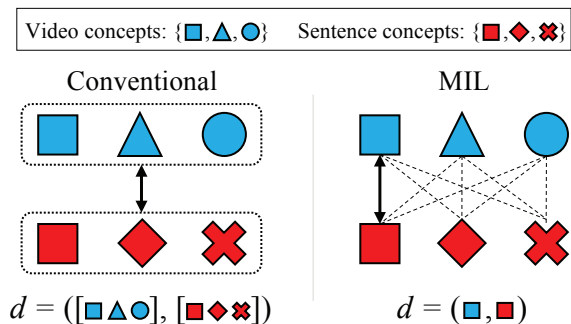 Video concepts: {■,▲,●} Sentence concepts: {■,◆,✖}
Conventional MIL
d = ([■▲●], [■◆✖]) d = (■,■)